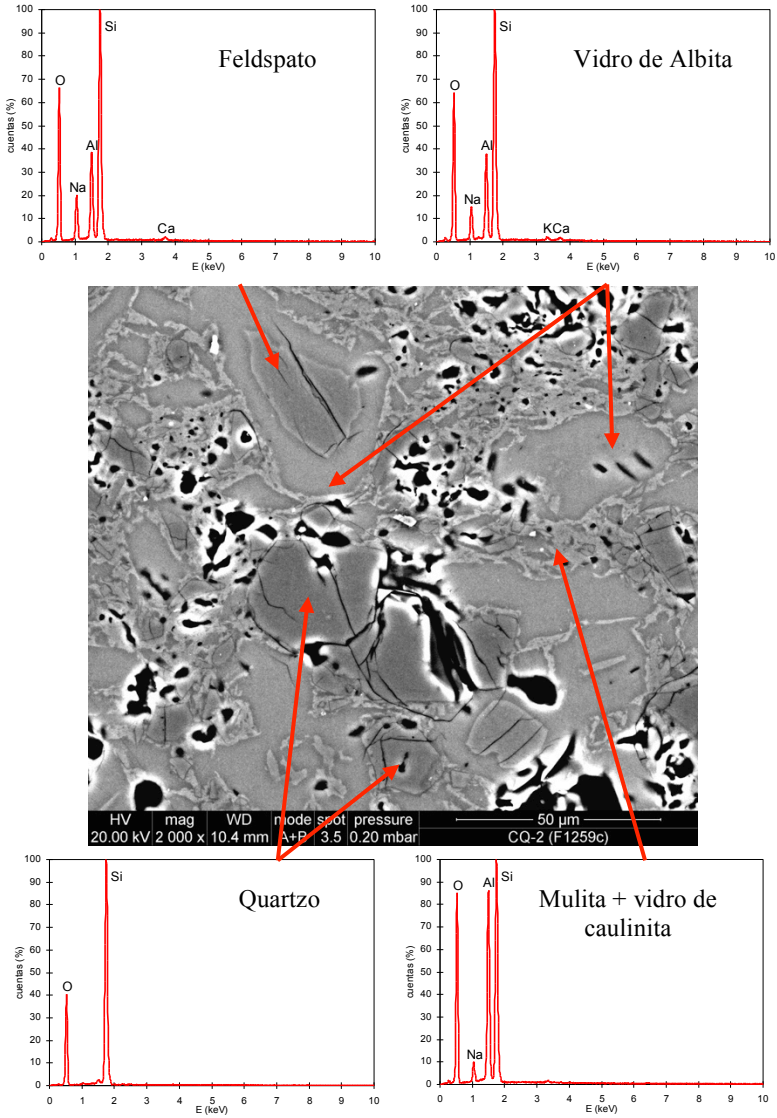 100
90
80
70
60
50
40
30
20
10
0
cuentas (%)
O
Na
Al
Si
Ca
Feldspato
0 1 2 3 4 5 6 7 8 9 10
E (keV)
100
90
80
70
60
50
40
30
20
10
0
cuentas (%)
O
Na
Al
Si
KCa
Vidro de Albita
0 1 2 3 4 5 6 7 8 9 10
E (keV)
HV mag WD mode spot pressure 50 µm
20.00 kV 2 000 x 10.4 mm A+B 3.5 0.20 mbar CQ-2 (F1259c)
100
90
80
70
60
50
40
30
20
10
0
cuentas (%)
O
Si
Quartzo
0 1 2 3 4 5 6 7 8 9 10
E (keV)
100
90
80
70
60
50
40
30
20
10
0
cuentas (%)
O
Na
Al
Si
Mulita + vidro de
caulinita
0 1 2 3 4 5 6 7 8 9 10
E (keV)